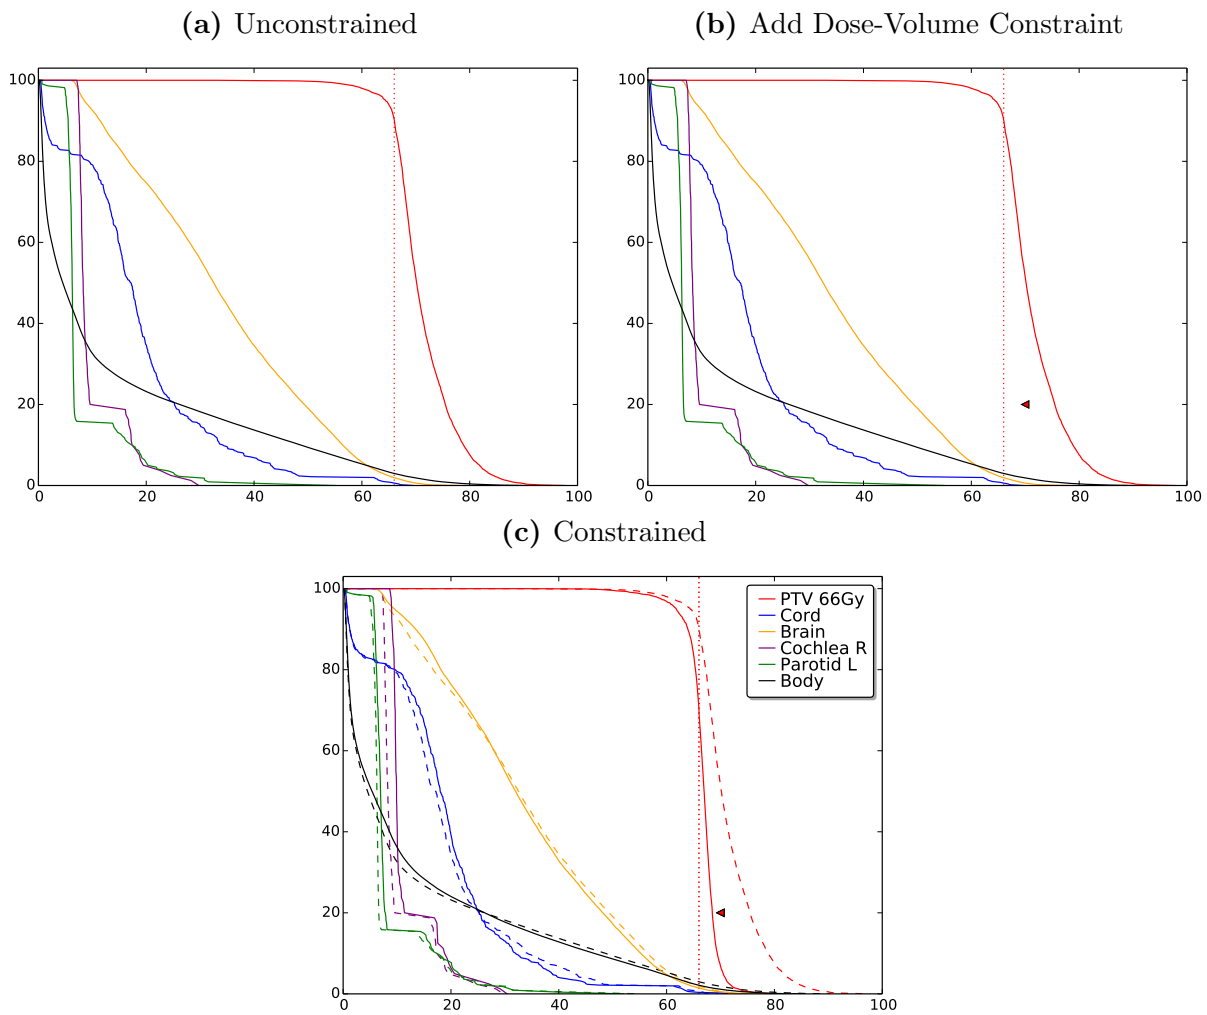 (a) Unconstrained
(b) Add Dose-Volume Constraint
100
80
60
40
20
0
0 20 40 60 80 100
100
80
60
40
20
0
0 20 40 60 80 100
(c) Constrained
100
80
60
40
20
0
0 20 40 60 80 100
PTV 66Gy
Cord
Brain
Cochlea R
Parotid L
Body